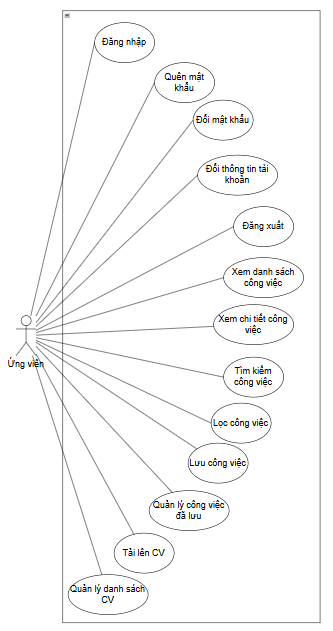 Đăng nhập
Quên mật
khẩu
Đổi mật khẩu
Đổi thông tin tài
khoản
Đăng xuất
Xem danh sách
công việc
Xem chi tiết công
việc
Ứng viên
Tìm kiếm
công việc
Lọc công việc
Lưu công việc
Quản lý công việc
đã lưu
Tải lên CV
Quản lý danh sách
CV